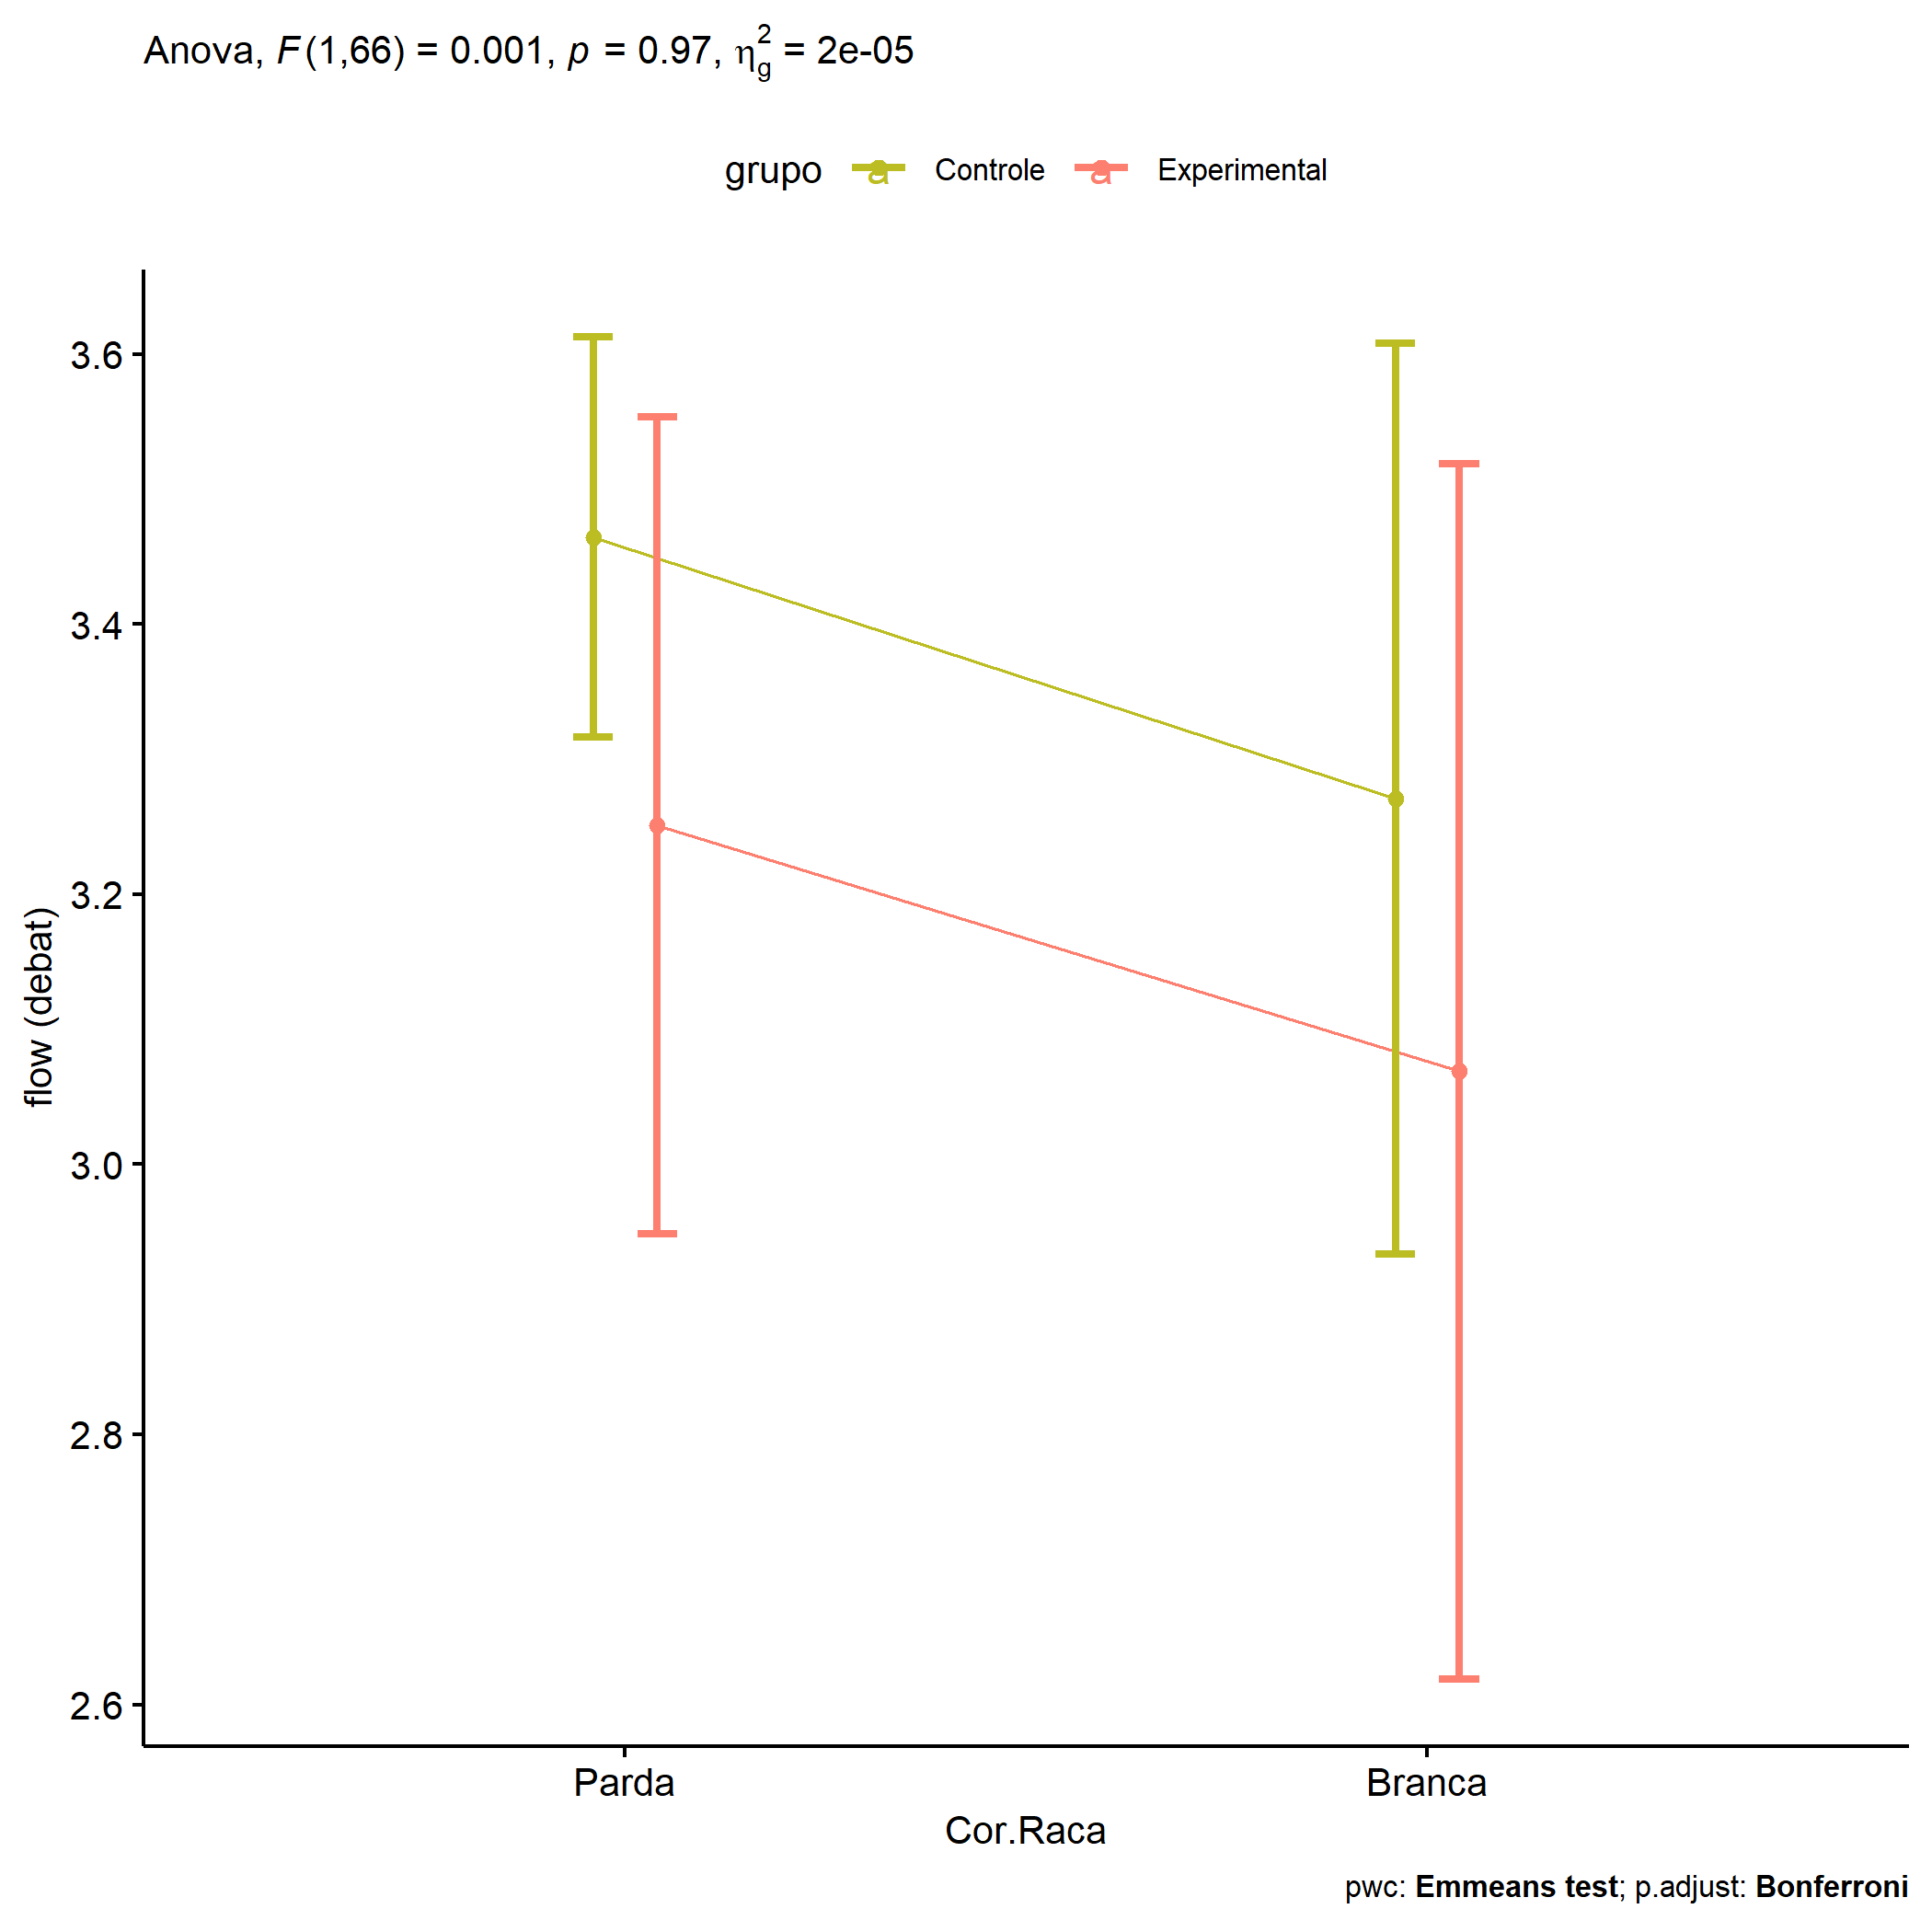 Anova, F(1,66) = 0.001, p = 0.97, η²g = 2e-05
grupo a Controle a Experimental
3.6
3.4
3.2
3.0
2.8
2.6
flow (debat)
Parda Branca
Cor.Raca
pwc: Emmeans test; p.adjust: Bonferroni